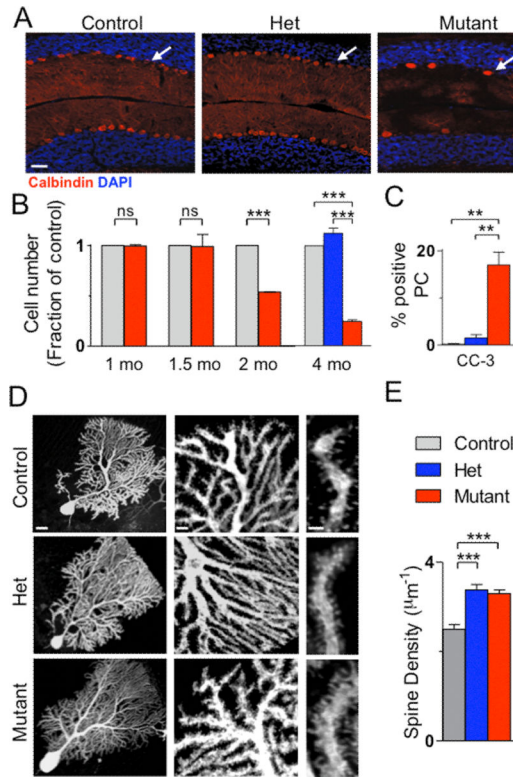 A
Control
Het
Mutant
Calbindin DAPI
B
Cell number
(Fraction of control)
1
0
ns
ns
***
***
***
1 mo
1.5 mo
2 mo
4 mo
C
% positive
PC
20
0
**
**
CC-3
D
Control
Het
Mutant
E
Control
Het
Mutant
Spine Density (µm-1)
4
0
***
***